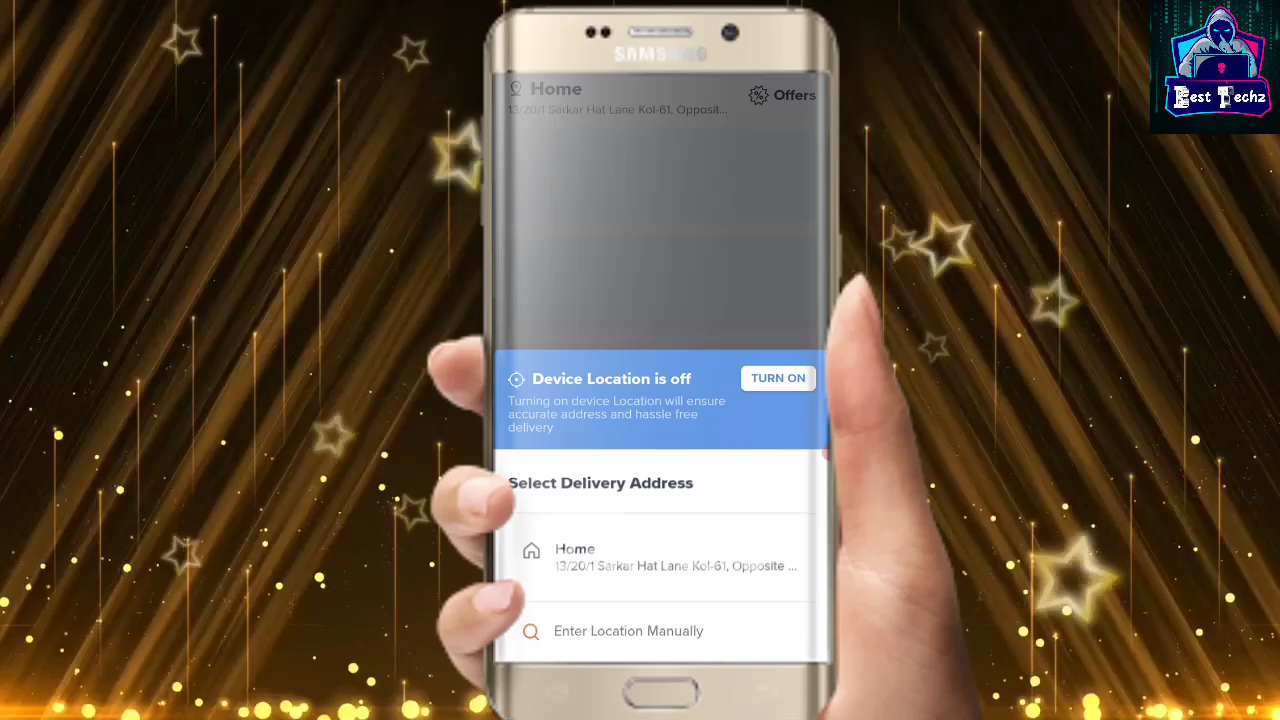 SAMSUNG
Home
13/20/1 Sarkar Hat Lane Kol-61, Opposit...
Offers
Best Techz
Device Location is off
TURN ON
Turning on device Location will ensure
accurate address and hassle free
delivery
Select Delivery Address
Home
13/20/1 Sarkar Hat Lane Kol-61, Opposite ...
Enter Location Manually